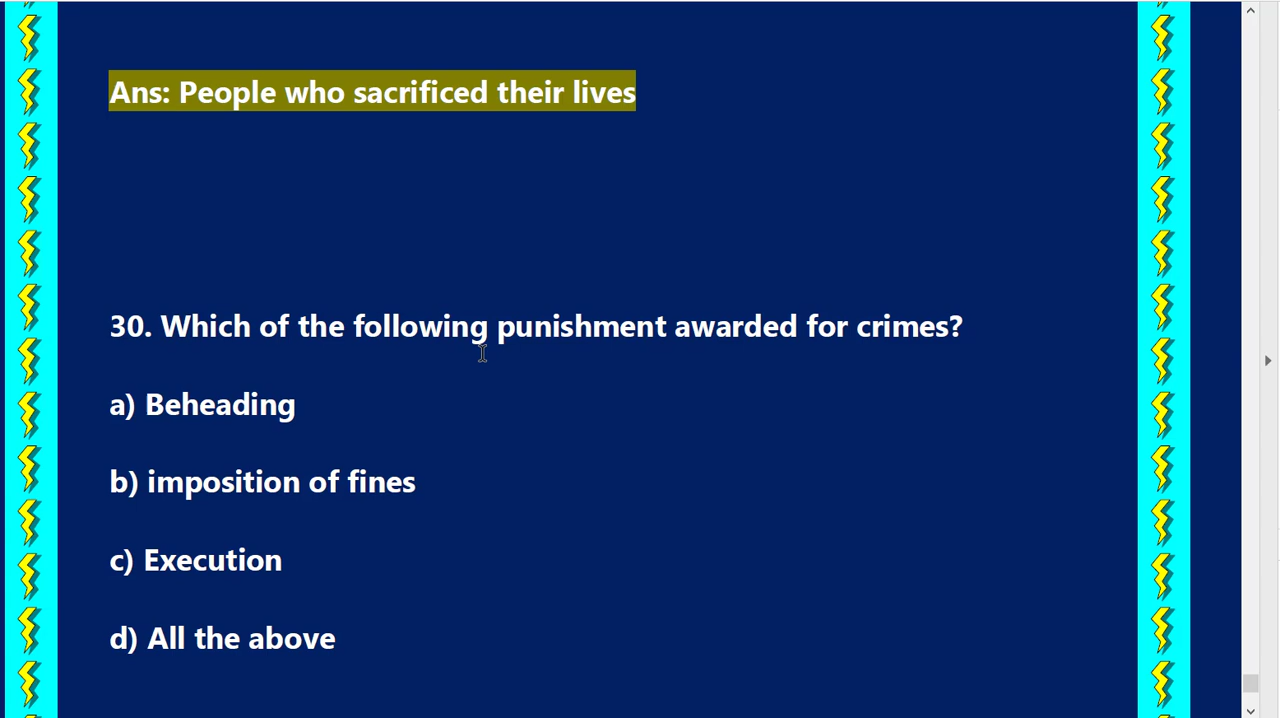 Ans: People who sacrificed their lives
30. Which of the following punishment awarded for crimes?
a) Beheading
b) imposition of fines
c) Execution
d) All the above